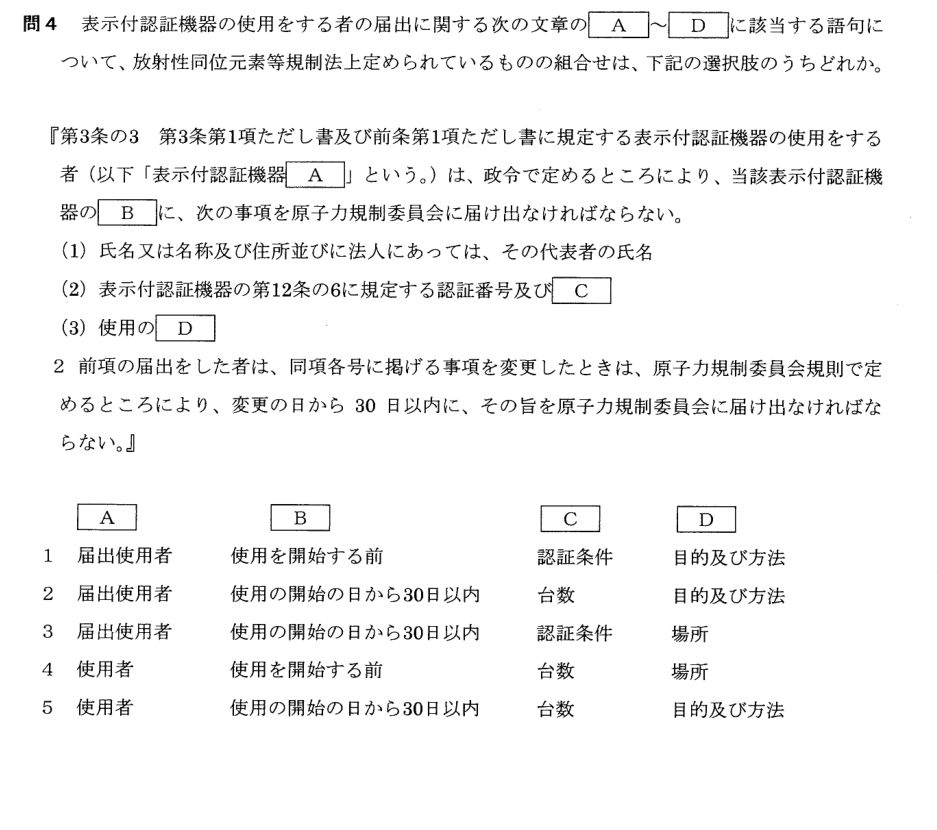 問4 表示付認証機器の使用をする者の届出に関する次の文章の A ～ D に該当する語句に
ついて、放射性同位元素等規制法上定められているものの組合せは、下記の選択肢のうちどれか。
『第3条の3 第3条第1項ただし書及び前条第1項ただし書に規定する表示付認証機器の使用をする
者（以下「表示付認証機器 A 」という。）は、政令で定めるところにより、当該表示付認証機
器の B に、次の事項を原子力規制委員会に届け出なければならない。
（1）氏名又は名称及び住所並びに法人にあっては、その代表者の氏名
（2）表示付認証機器の第12条の6に規定する認証番号及び C
（3）使用の D
2 前項の届出をした者は、同項各号に掲げる事項を変更したときは、原子力規制委員会規則で定
めるところにより、変更の日から 30 日以内に、その旨を原子力規制委員会に届け出なければな
らない。』
A B C D
1 届出使用者 使用を開始する前 認証条件 目的及び方法
2 届出使用者 使用の開始の日から30日以内 台数 目的及び方法
3 届出使用者 使用の開始の日から30日以内 認証条件 場所
4 使用者 使用を開始する前 台数 場所
5 使用者 使用の開始の日から30日以内 台数 目的及び方法